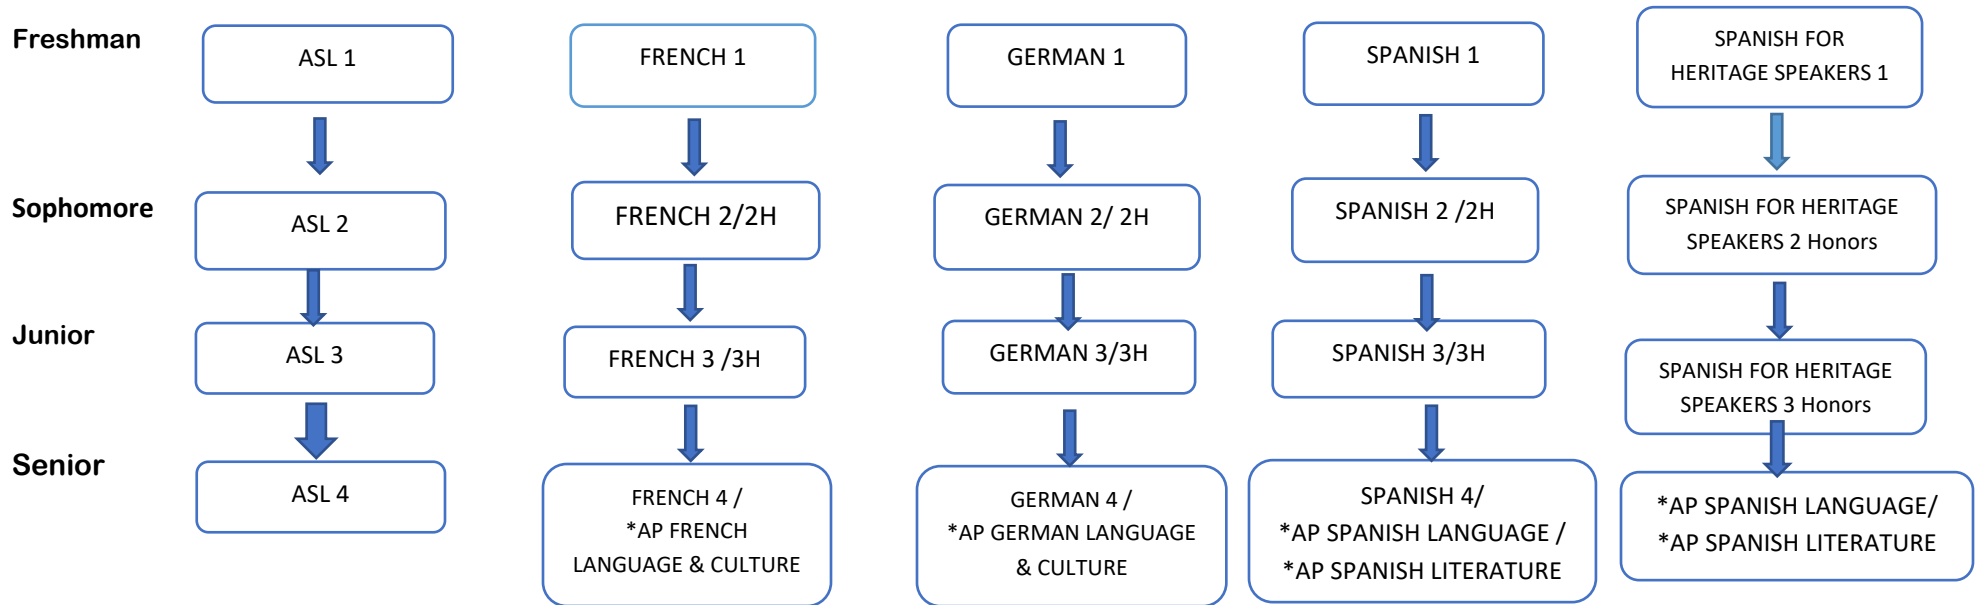 Freshman
ASL 1
FRENCH 1
GERMAN 1
SPANISH 1
SPANISH FOR
HERITAGE SPEAKERS 1
Sophomore
ASL 2
FRENCH 2/2H
GERMAN 2/ 2H
SPANISH 2 /2H
SPANISH FOR HERITAGE
SPEAKERS 2 Honors
Junior
ASL 3
FRENCH 3 /3H
GERMAN 3/3H
SPANISH 3/3H
SPANISH FOR HERITAGE
SPEAKERS 3 Honors
Senior
ASL 4
FRENCH 4 /
*AP FRENCH
LANGUAGE & CULTURE
GERMAN 4 /
*AP GERMAN LANGUAGE
& CULTURE
SPANISH 4/
*AP SPANISH LANGUAGE /
*AP SPANISH LITERATURE
*AP SPANISH LANGUAGE/
*AP SPANISH LITERATURE